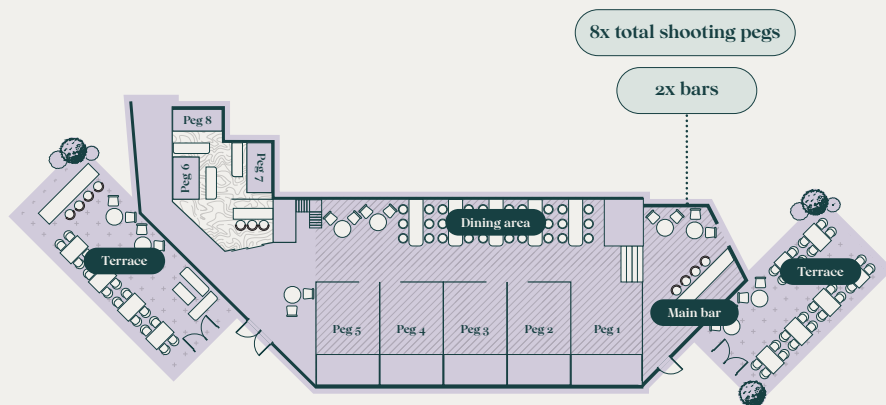 8x total shooting pegs
2x bars
Peg 8
Peg 6
Peg 7
Dining area
Terrace
Terrace
Main bar
Peg 5
Peg 4
Peg 3
Peg 2
Peg 1